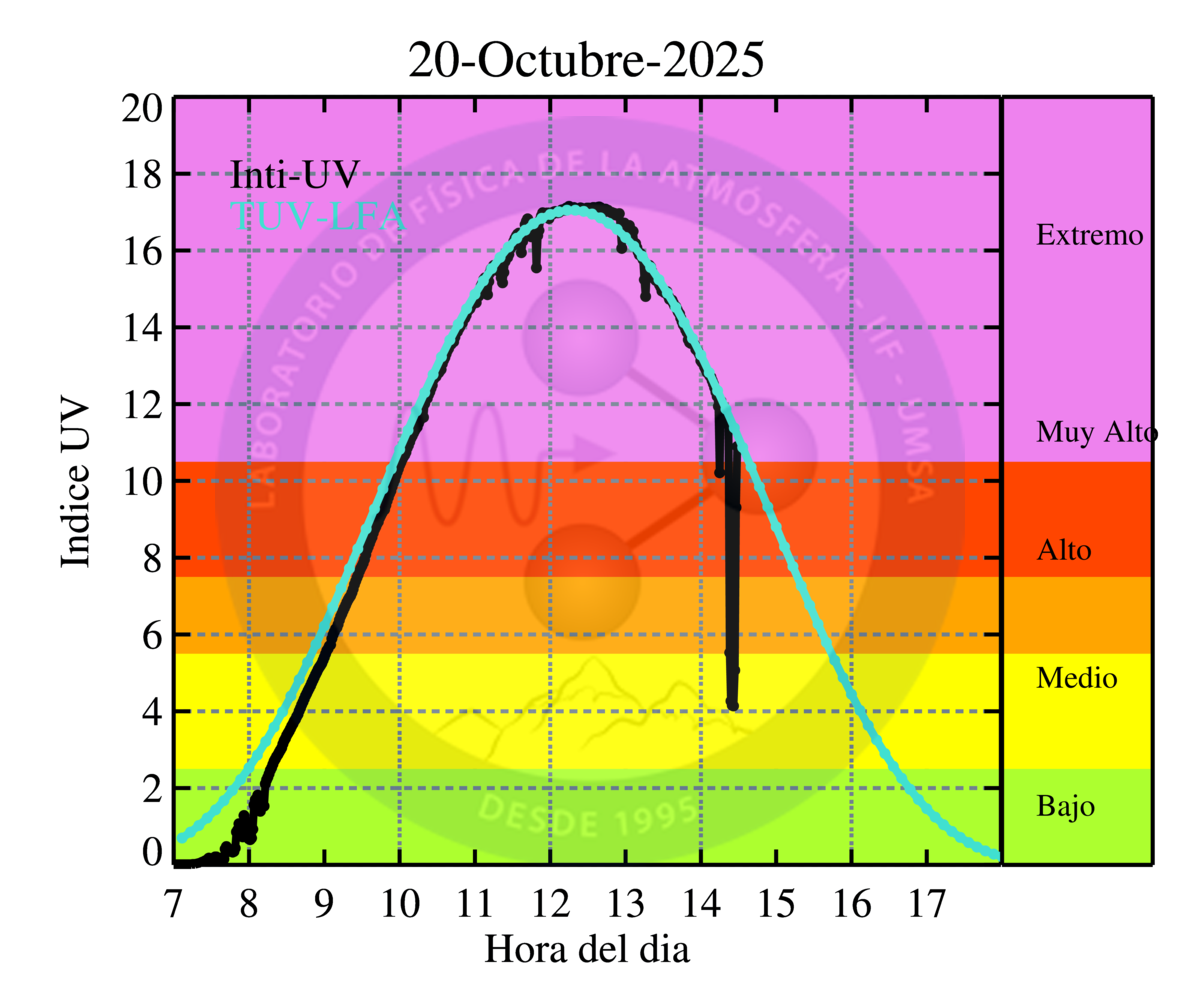 20-Octubre-2025
Inti-UV
TUV-LFA
LABORATORIO DE FÍSICA DE LA ATMÓSFERA - IIF - UMSA
DESDE 1995
Indice UV
20
18
16
14
12
10
8
6
4
2
0
Extremo
Muy Alto
Alto
Medio
Bajo
7 8 9 10 11 12 13 14 15 16 17
Hora del dia